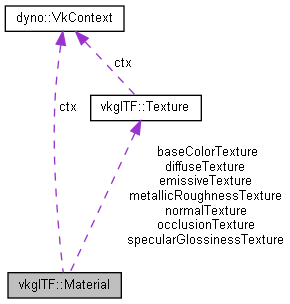 dyno::VkContext
ctx
vkglTF::Texture
ctx
baseColorTexture
diffuseTexture
emissiveTexture
metallicRoughnessTexture
normalTexture
occlusionTexture
specularGlossinessTexture
vkglTF::Material